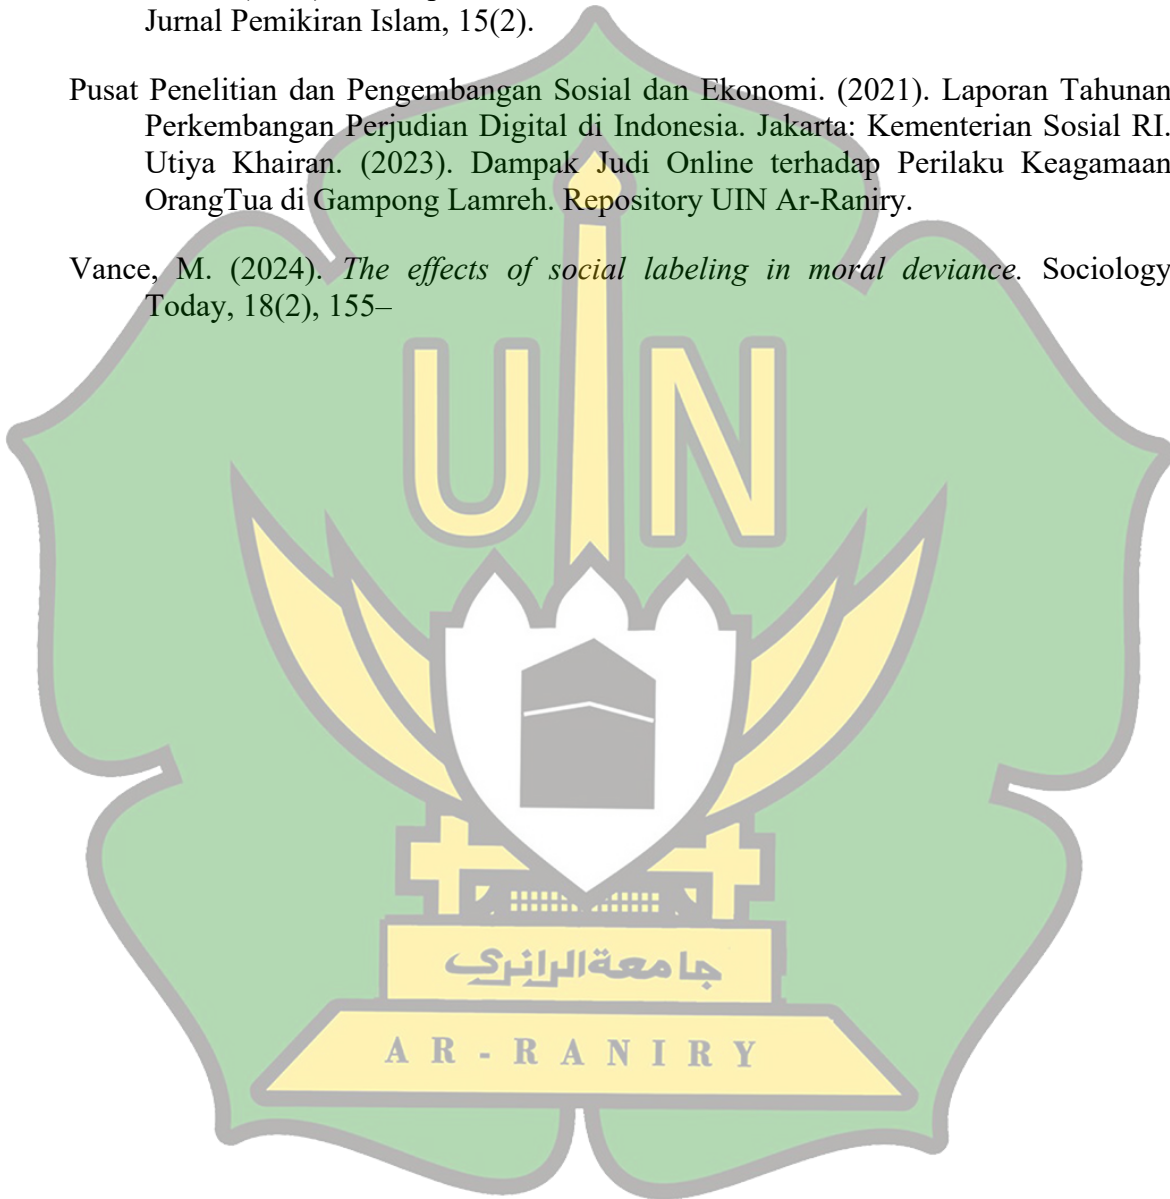 Jurnal Pemikiran Islam, 15(2).
Pusat Penelitian dan Pengembangan Sosial dan Ekonomi. (2021). Laporan Tahunan
Perkembangan Perjudian Digital di Indonesia. Jakarta: Kementerian Sosial RI.
Utiya Khairan. (2023). Dampak Judi Online terhadap Perilaku Keagamaan
OrangTua di Gampong Lamreh. Repository UIN Ar-Raniry.
Vance, M. (2024). The effects of social labeling in moral deviance. Sociology
Today, 18(2), 155–
UIN
جامعة الرانري
AR-RANIRY